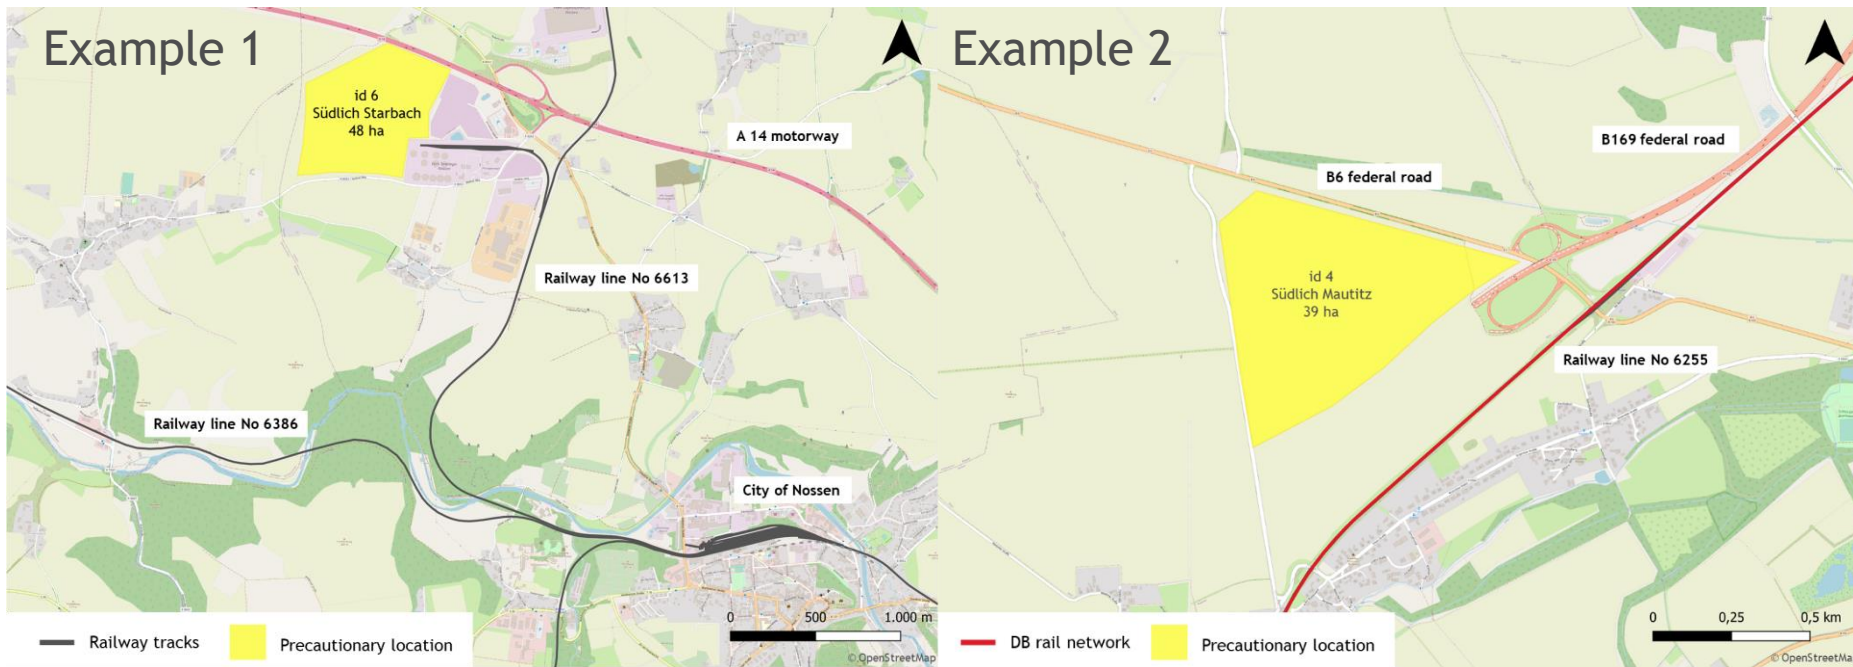 Example 1
id 6
Südlich Starbach
48 ha
A 14 motorway
Railway line No 6613
Railway line No 6386
City of Nossen
0 500 1.000 m
Railway tracks
Precautionary location
© OpenStreetMap
Example 2
B169 federal road
B6 federal road
id 4
Südlich Mautitz
39 ha
Railway line No 6255
0 0,25 0,5 km
DB rail network
Precautionary location
© OpenStreetMa